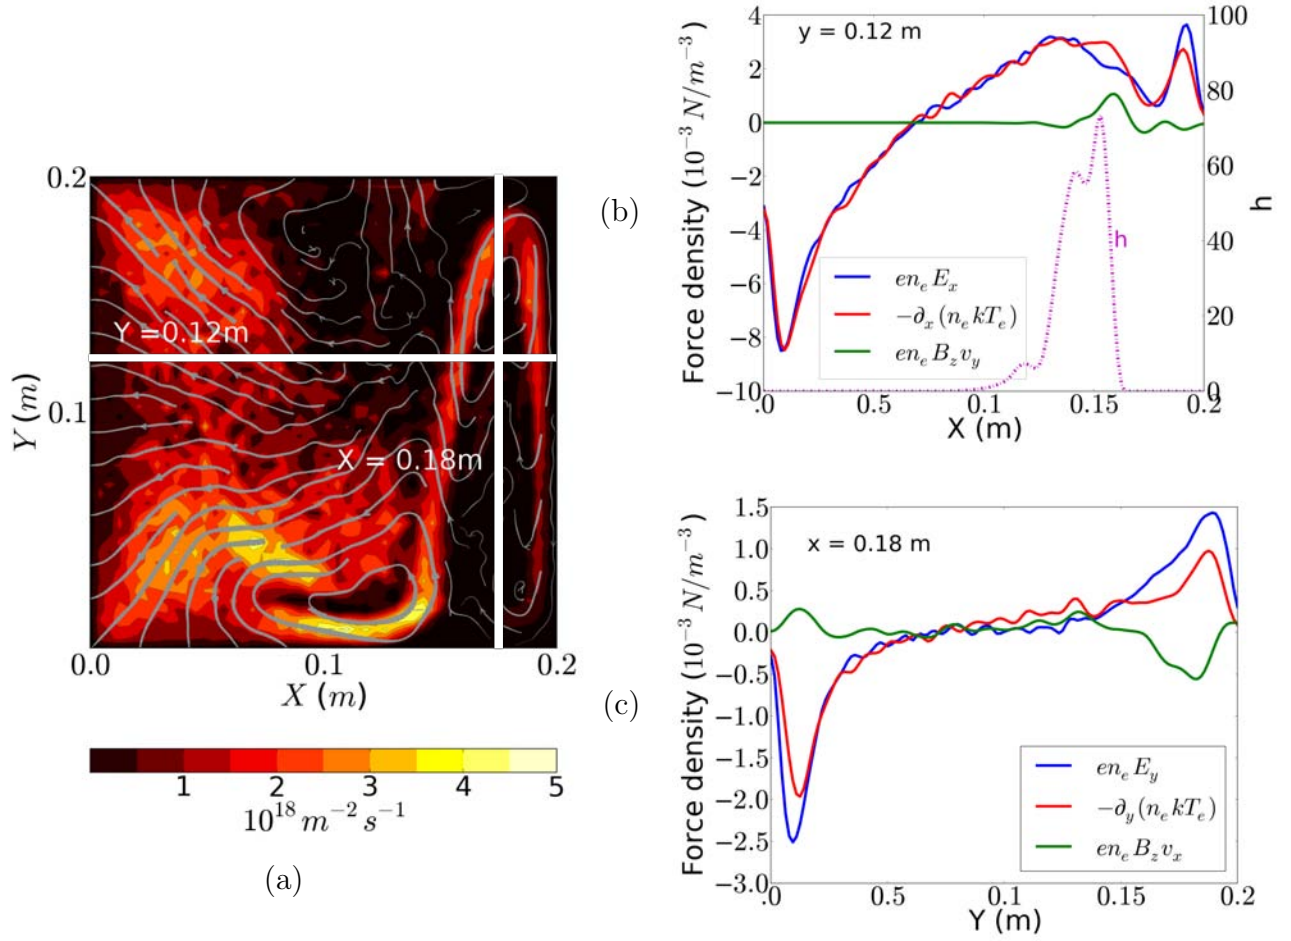 0.2
Y (m)
0.1
Y =0.12m
X = 0.18m
0.0
0.1
0.2
X (m)
1
2
3
4
5
10^{18} m^{-2} s^{-1}
(a)
(b)
4
2
0
−2
−4
−6
−8
−10
Force density (10^{-3} N/m^{-3})
y = 0.12 m
en_e E_x
−∂_x(n_e kT_e)
en_e B_z v_y
h
100
80
60
40
20
0
h
.0
0.5
0.1
0.15
0.2
X (m)
(c)
1.5
1.0
0.5
0.0
−0.5
−1.0
−1.5
−2.0
−2.5
−3.0
Force density (10^{-3} N/m^{-3})
x = 0.18 m
en_e E_y
−∂_y(n_e kT_e)
en_e B_z v_x
.0
0.5
0.1
0.15
0.2
Y (m)